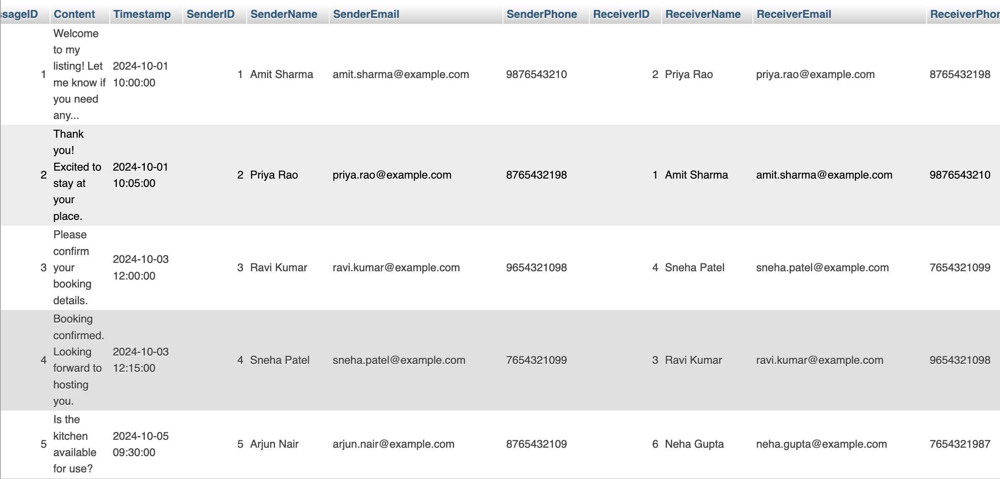 ssageID Content Timestamp SenderID SenderName SenderEmail SenderPhone ReceiverID ReceiverName ReceiverEmail ReceiverPhon
Welcome
to my
listing! Let
me know if
you need
any...
1
2024-10-01
10:00:00
1 Amit Sharma amit.sharma@example.com 9876543210 2 Priya Rao priya.rao@example.com 8765432198
Thank
you!
Excited to
stay at
your
place.
2
2024-10-01
10:05:00
2 Priya Rao priya.rao@example.com 8765432198 1 Amit Sharma amit.sharma@example.com 9876543210
Please
confirm
your
booking
details.
3
2024-10-03
12:00:00
3 Ravi Kumar ravi.kumar@example.com 9654321098 4 Sneha Patel sneha.patel@example.com 7654321099
Booking
confirmed.
Looking
forward to
hosting
you.
4
2024-10-03
12:15:00
4 Sneha Patel sneha.patel@example.com 7654321099 3 Ravi Kumar ravi.kumar@example.com 9654321098
Is the
kitchen
available
for use?
5
2024-10-05
09:30:00
5 Arjun Nair arjun.nair@example.com 8765432109 6 Neha Gupta neha.gupta@example.com 7654321987